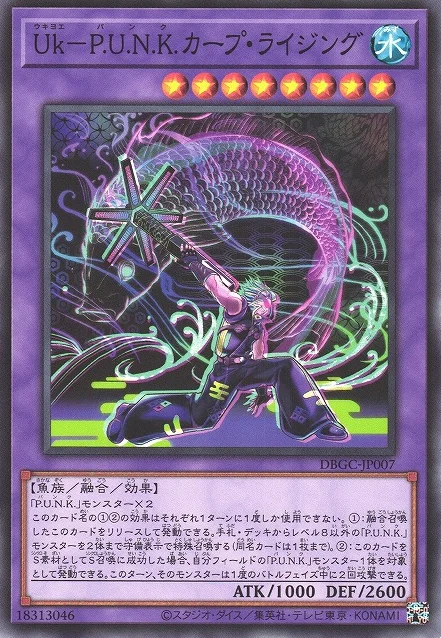 Uk－P.U.N.K.カープ・ライジング
水
DBGC-JP007
【魚族／融合／効果】
「P.U.N.K.」モンスター×2
このカード名の①②の効果はそれぞれ1ターンに1度しか使用できない。①：融合召喚
したこのカードをリリースして発動できる。手札・デッキからレベル8以外の「P.U.N.K.」
モンスターを2体まで守備表示で特殊召喚する（同名カードは1枚まで）。②：このカードを
S素材としてS召喚に成功した場合、自分フィールドの「P.U.N.K.」モンスター1体を対象
として発動できる。このターン、そのモンスターは1度のバトルフェイズ中に2回攻撃できる。
ATK/1000 DEF/2600
18313046
©スタジオ・ダイス／集英社・テレビ東京・KONAMI